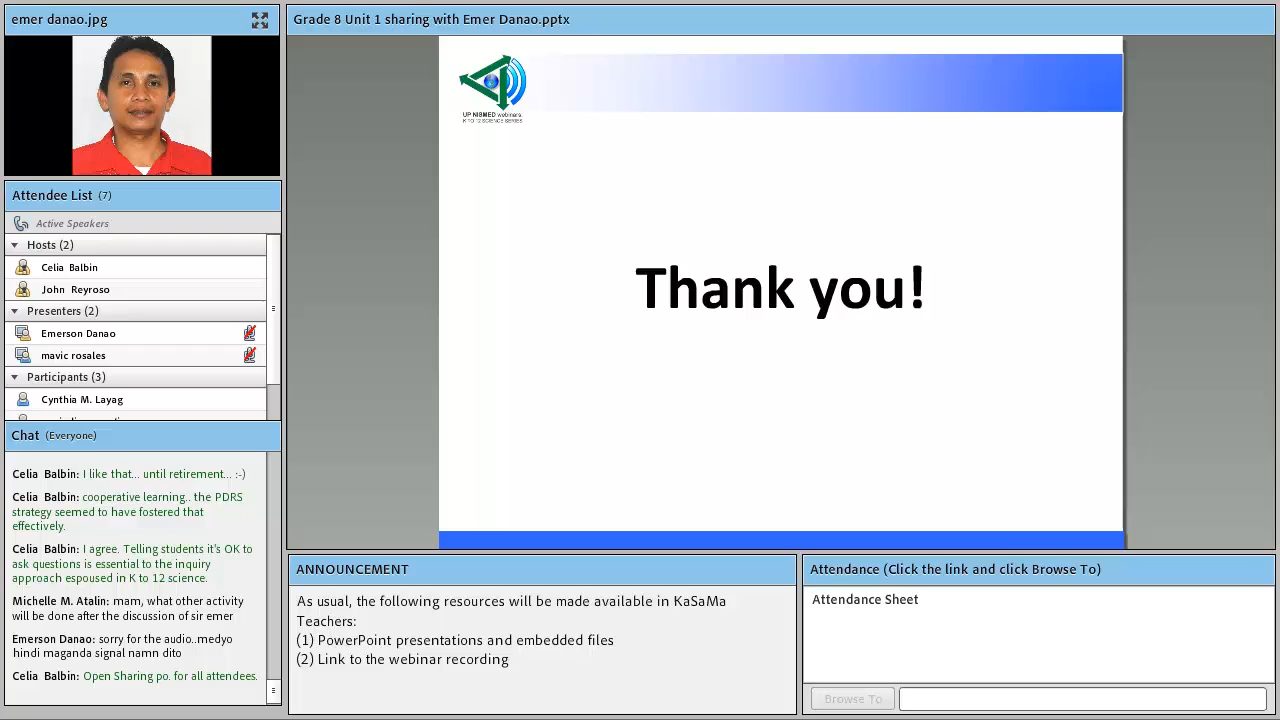 emer danao.jpg
Attendee List (7)
Active Speakers
Hosts (2)
Celia Balbin
John Reyroso
Presenters (2)
Emerson Danao
mavic rosales
Participants (3)
Cynthia M. Layag
Chat (Everyone)
Celia Balbin: I like that... until retirement... :-)
Celia Balbin: cooperative learning.. the PDRS
strategy seemed to have fostered that
effectively.
Celia Balbin: I agree. Telling students it's OK to
ask questions is essential to the inquiry
approach espoused in K to 12 science.
Michelle M. Atalin: mam, what other activity
will be done after the discussion of sir emer
Emerson Danao: sorry for the audio..medyo
hindi maganda signal namn dito
Celia Balbin: Open Sharing po. for all attendees.
Grade 8 Unit 1 sharing with Emer Danao.pptx
UP NISMED webinars
K TO 12 SCIENCE SERIES
Thank you!
ANNOUNCEMENT
As usual, the following resources will be made available in KaSaMa
Teachers:
(1) PowerPoint presentations and embedded files
(2) Link to the webinar recording
Attendance (Click the link and click Browse To)
Attendance Sheet
Browse To